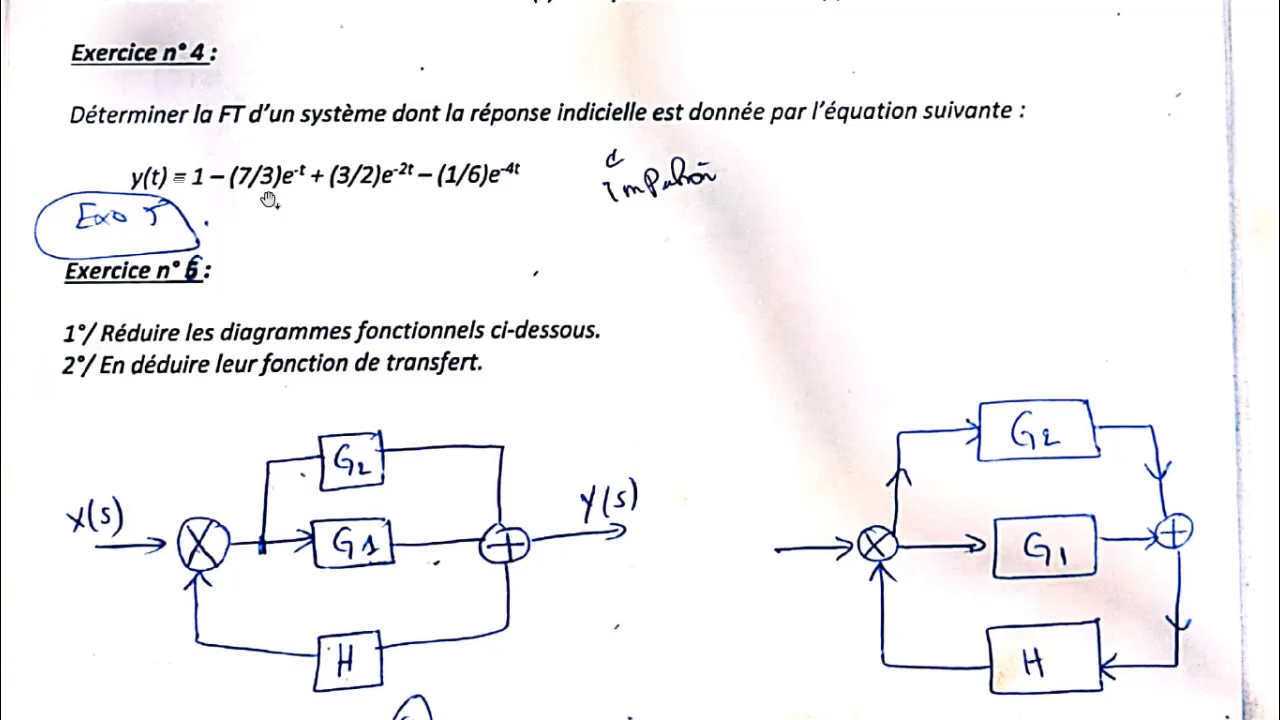 Exercice n° 4 :
Déterminer la FT d'un système dont la réponse indicielle est donnée par l'équation suivante :
y(t) = 1 – (7/3)e⁻ᵗ + (3/2)e⁻²ᵗ – (1/6)e⁻⁴ᵗ
Exo 5
Exercice n° 6 :
1°/ Réduire les diagrammes fonctionnels ci-dessous.
2°/ En déduire leur fonction de transfert.
G2
G2
X(s)
Y(s)
G1
G1
H
H